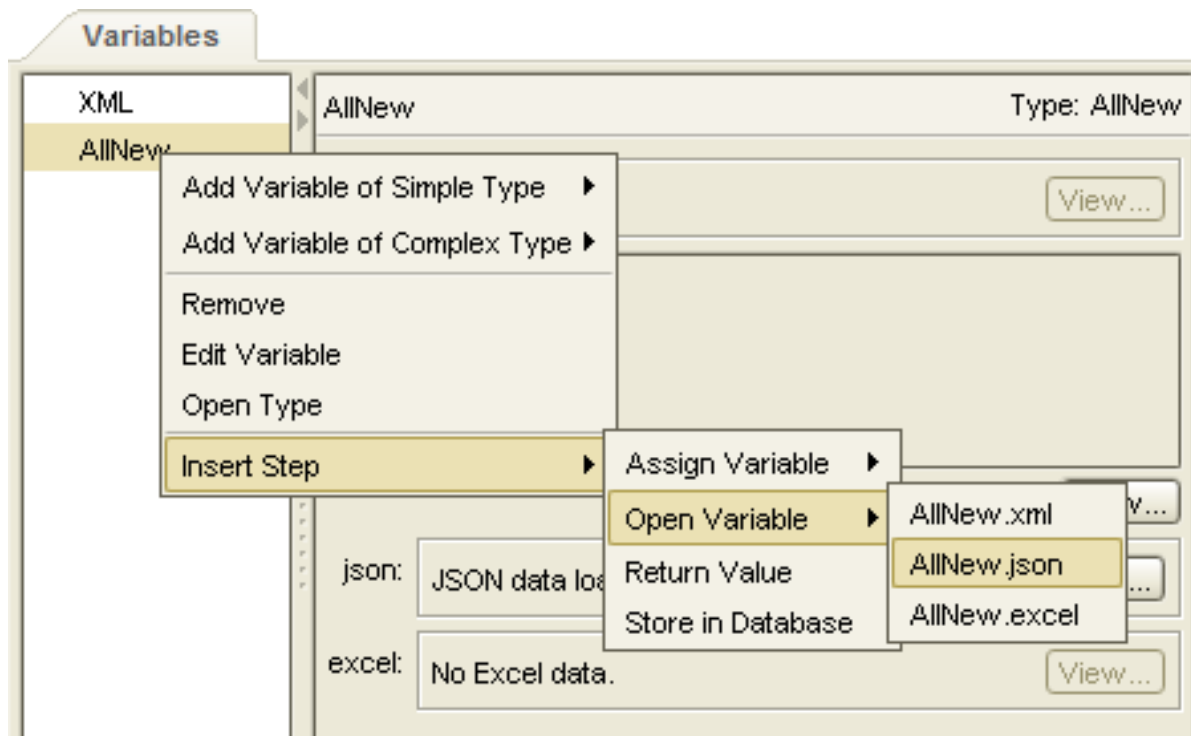 Variables
XML
AllNew
AllNew
Type: AllNew
View...
Add Variable of Simple Type
Add Variable of Complex Type
Remove
Edit Variable
Open Type
Insert Step
Assign Variable
Open Variable
Return Value
Store in Database
AllNew.xml
AllNew.json
AllNew.excel
json:
JSON data
excel:
No Excel data.
View...